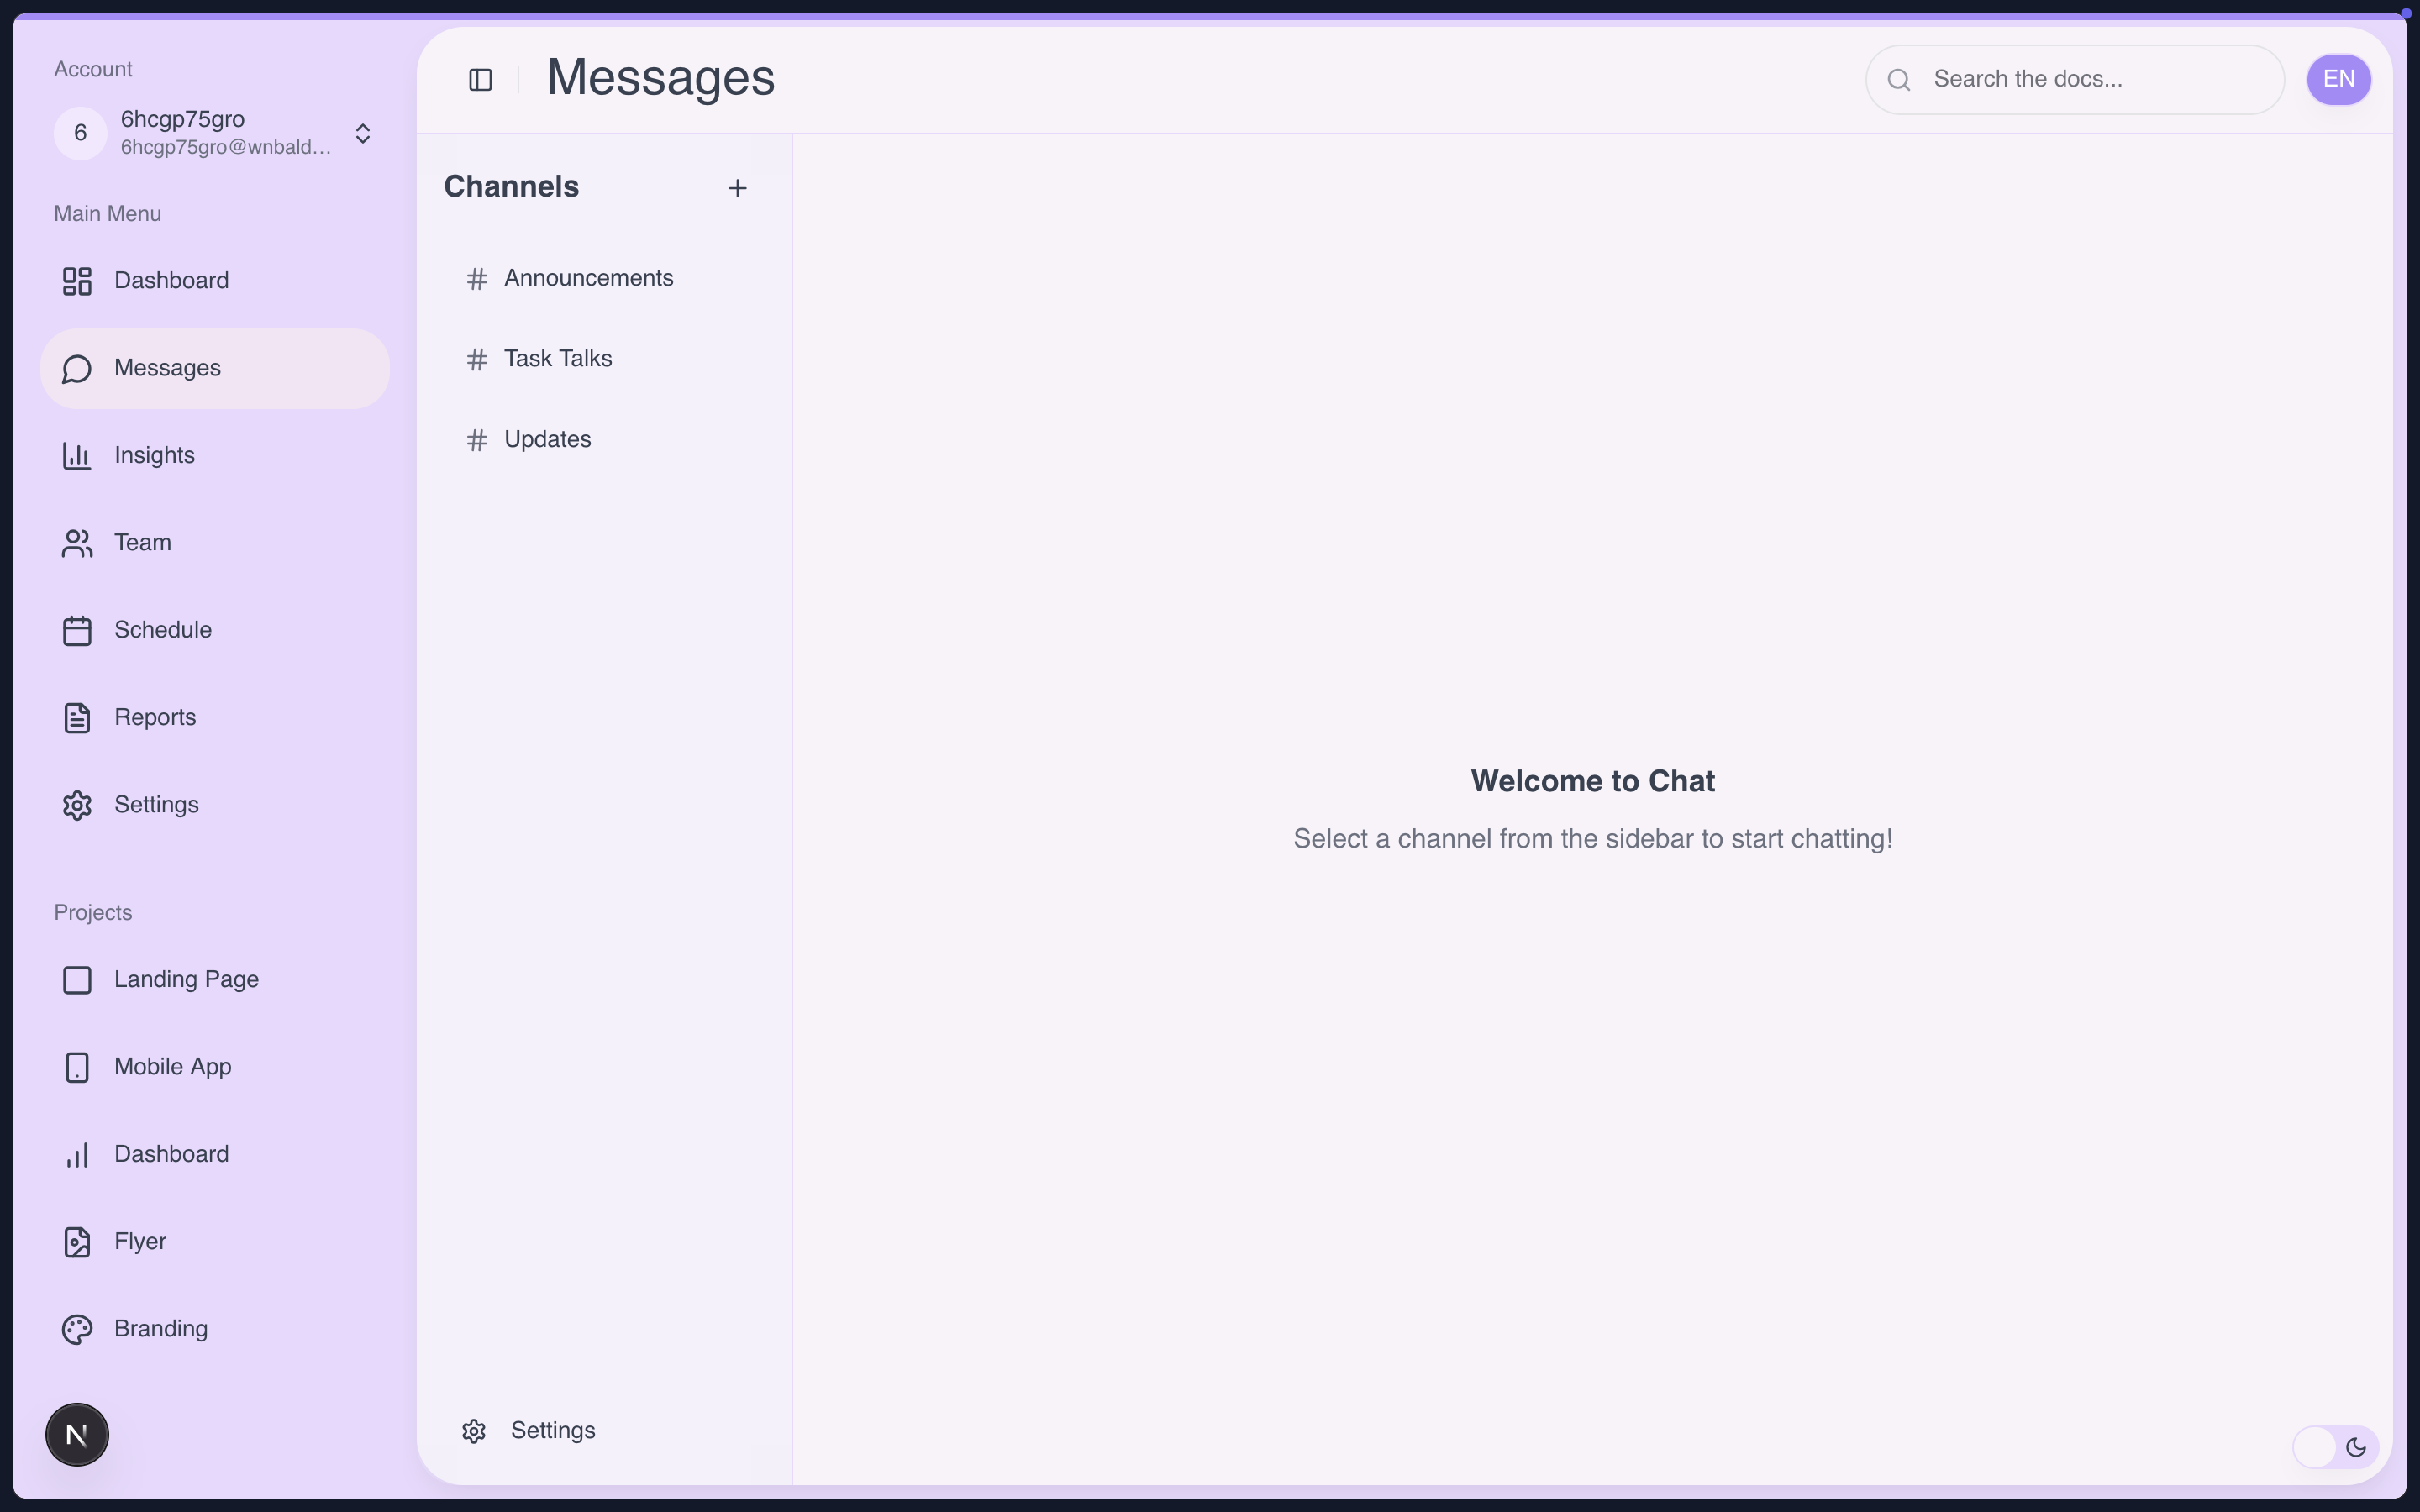 Account
6
6hcgp75gro
6hcgp75gro@wnbald...
Main Menu
Dashboard
Messages
Insights
Team
Schedule
Reports
Settings
Projects
Landing Page
Mobile App
Dashboard
Flyer
Branding
N
Messages
Search the docs...
EN
Channels
# Announcements
# Task Talks
# Updates
Settings
Welcome to Chat
Select a channel from the sidebar to start chatting!